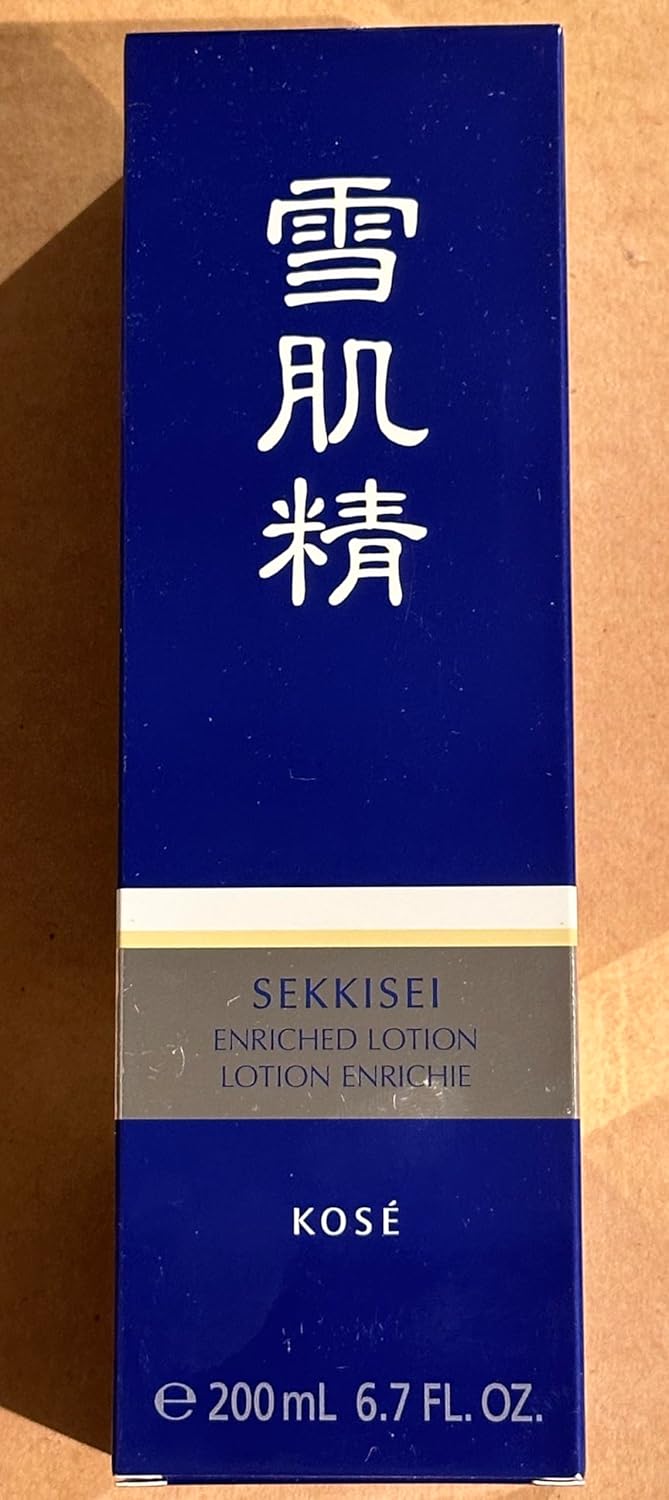 雪肌精
SEKKISEI
ENRICHED LOTION
LOTION ENRICHIE
KOSÉ
℮ 200 mL 6.7 FL. OZ.